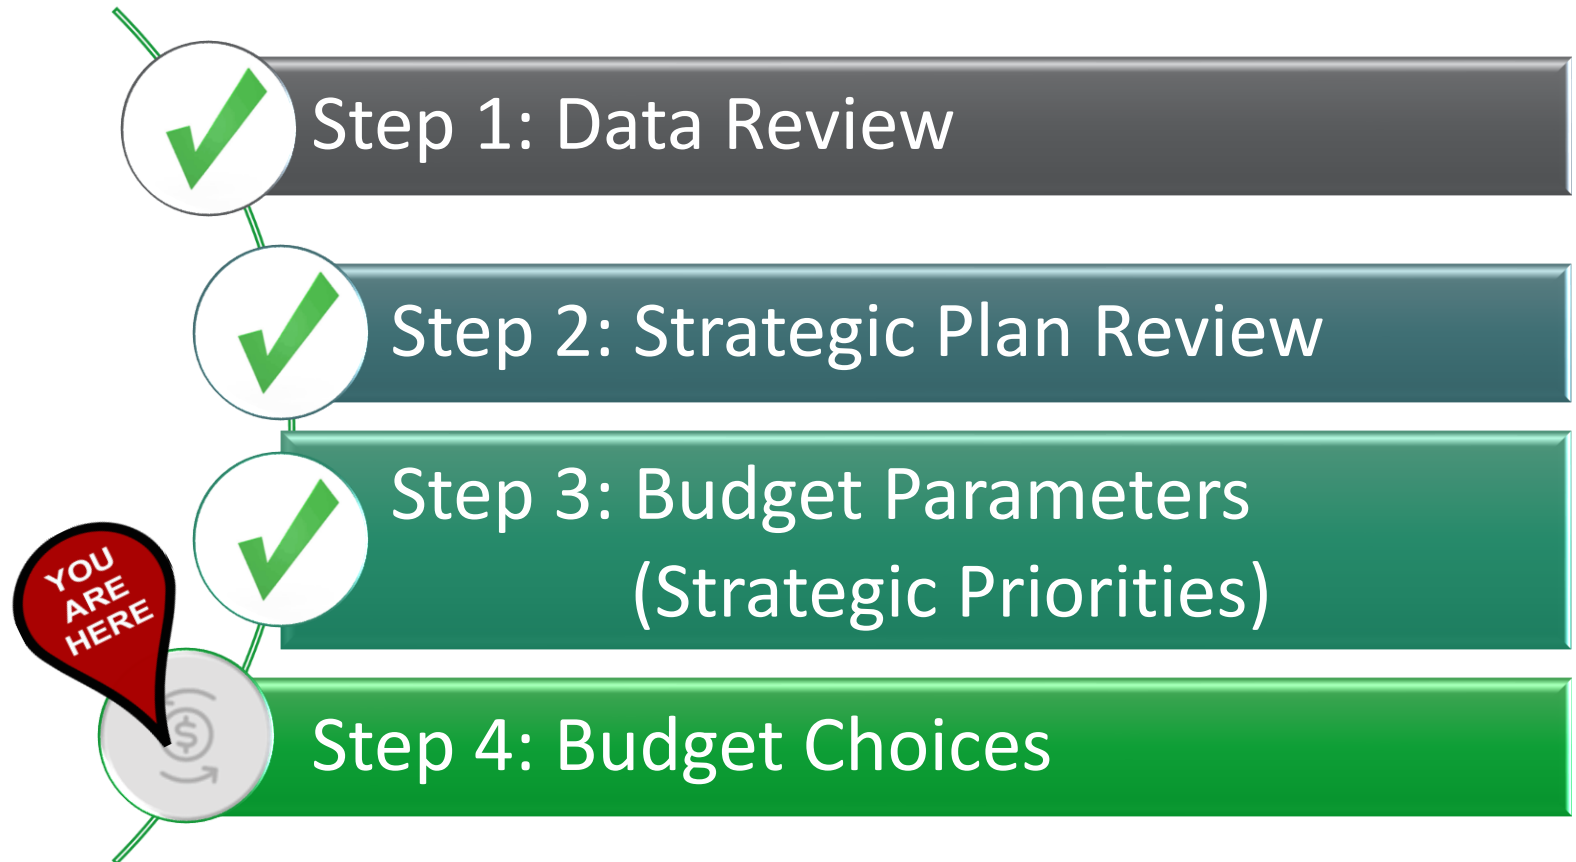 Step 1: Data Review
Step 2: Strategic Plan Review
Step 3: Budget Parameters
(Strategic Priorities)
YOU
ARE
HERE
$
Step 4: Budget Choices